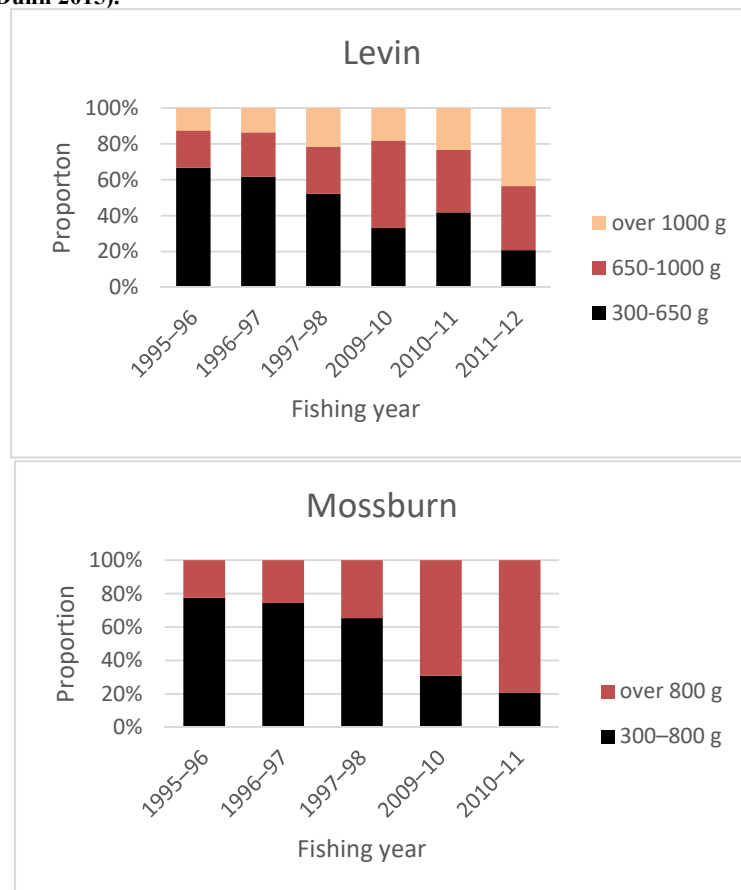 Dunn 2015).
Levin
100%
80%
60%
40%
20%
0%
Proporton
1995–96
1996–97
1997–98
2009–10
2010–11
2011–12
Fishing year
over 1000 g
650-1000 g
300-650 g
Mossburn
100%
80%
60%
40%
20%
0%
Proportion
1995–96
1996–97
1997–98
2009–10
2010–11
Fishing year
over 800 g
300–800 g